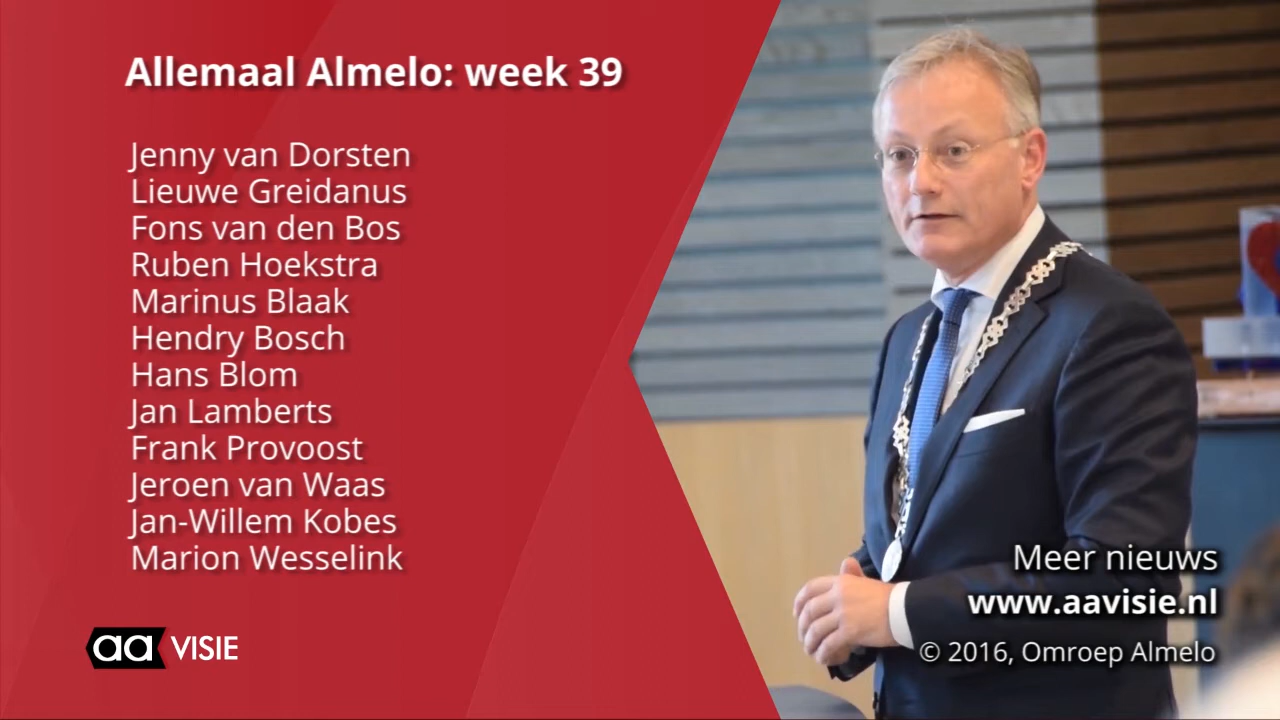 Allemaal Almelo: week 39
Jenny van Dorsten
Lieuwe Greidanus
Fons van den Bos
Ruben Hoekstra
Marinus Blaak
Hendry Bosch
Hans Blom
Jan Lamberts
Frank Provoost
Jeroen van Waas
Jan-Willem Kobes
Marion Wesselink
aa VISIE
Meer nieuws
www.aavisie.nl
© 2016, Omroep Almelo